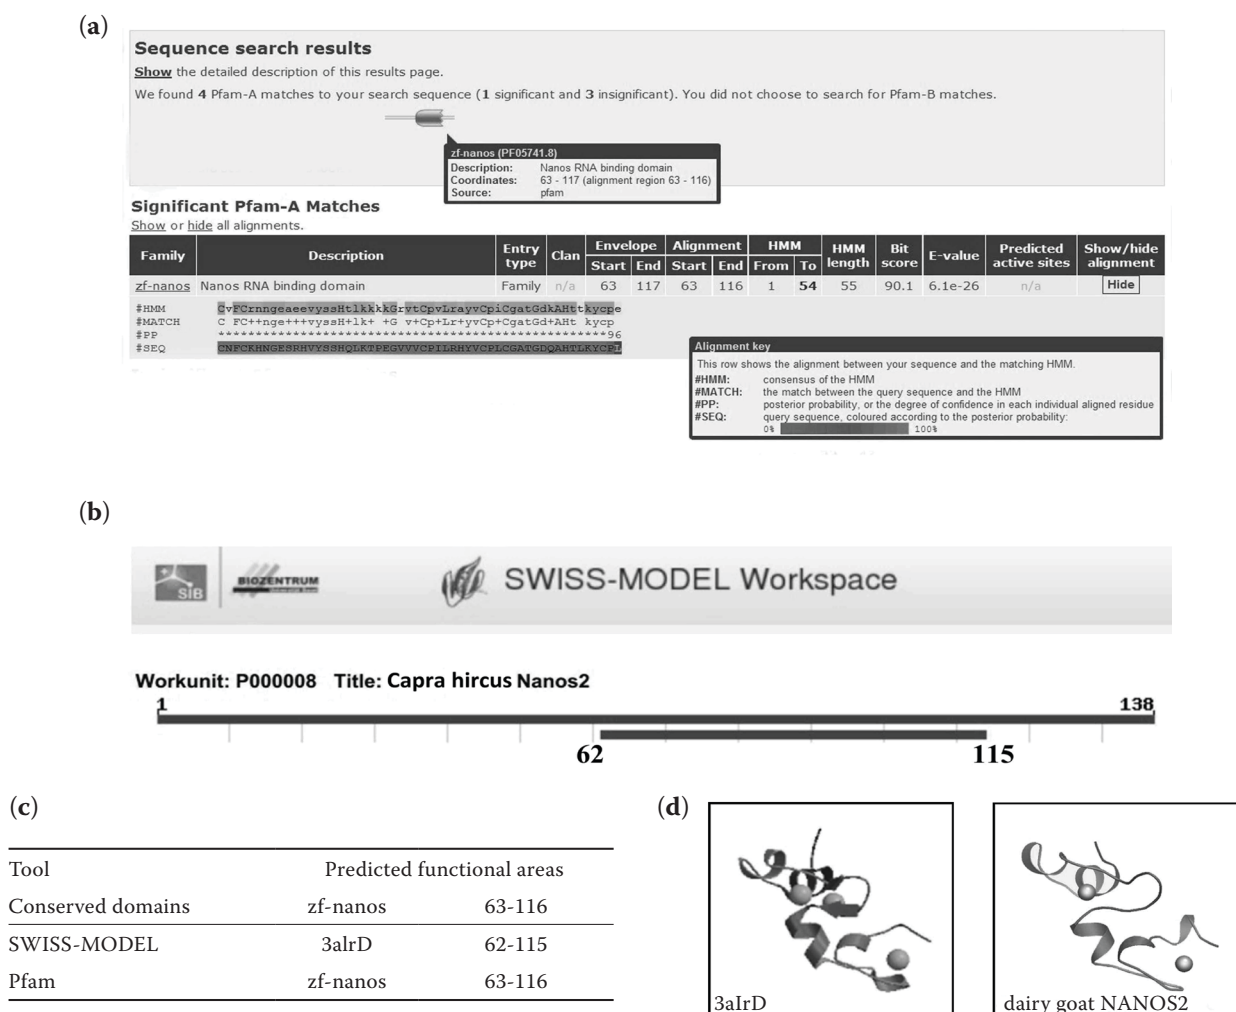 (a)
Sequence search results
Show the detailed description of this results page.
We found 4 Pfam-A matches to your search sequence (1 significant and 3 insignificant). You did not choose to search for Pfam-B matches.
zf-nanos (PF05741.8)
Description: Nanos RNA binding domain
Coordinates: 63 - 117 (alignment region 63 - 116)
Source: pfam
Significant Pfam-A Matches
Show or hide all alignments.
Family Description Entry type Clan Envelope Alignment HMM HMM length Bit score E-value Predicted active sites Show/hide alignment
Start End Start End From To
zf-nanos Nanos RNA binding domain Family n/a 63 117 63 116 1 54 55 90.1 6.1e-26 n/a Hide
#HMM CvFCrnngeaeevyssHtlkkkkGrvtCpvLrayvCpiCgatGdkAHttkycpe
#MATCH C FC++nge+++vyssH+lk+ +G v+Cp+Lr+yvCp+CgatGd+AHt kycp
#PP *****************************************************96
#SEQ CNFCKHNGESRHVYSSHQLKTPEGVVVCPILRHYVCPLCGATGDQAHTLKYCPL
Alignment key
This row shows the alignment between your sequence and the matching HMM.
#HMM: consensus of the HMM
#MATCH: the match between the query sequence and the HMM
#PP: posterior probability, or the degree of confidence in each individual aligned residue
#SEQ: query sequence, coloured according to the posterior probability:
0% 100%
(b)
SIB BIOZENTRUM SWISS-MODEL Workspace
Workunit: P000008 Title: Capra hircus Nanos2
1 138
62 115
(c)
Tool Predicted functional areas
Conserved domains zf-nanos 63-116
SWISS-MODEL 3alrD 62-115
Pfam zf-nanos 63-116
(d)
3aIrD
dairy goat NANOS2